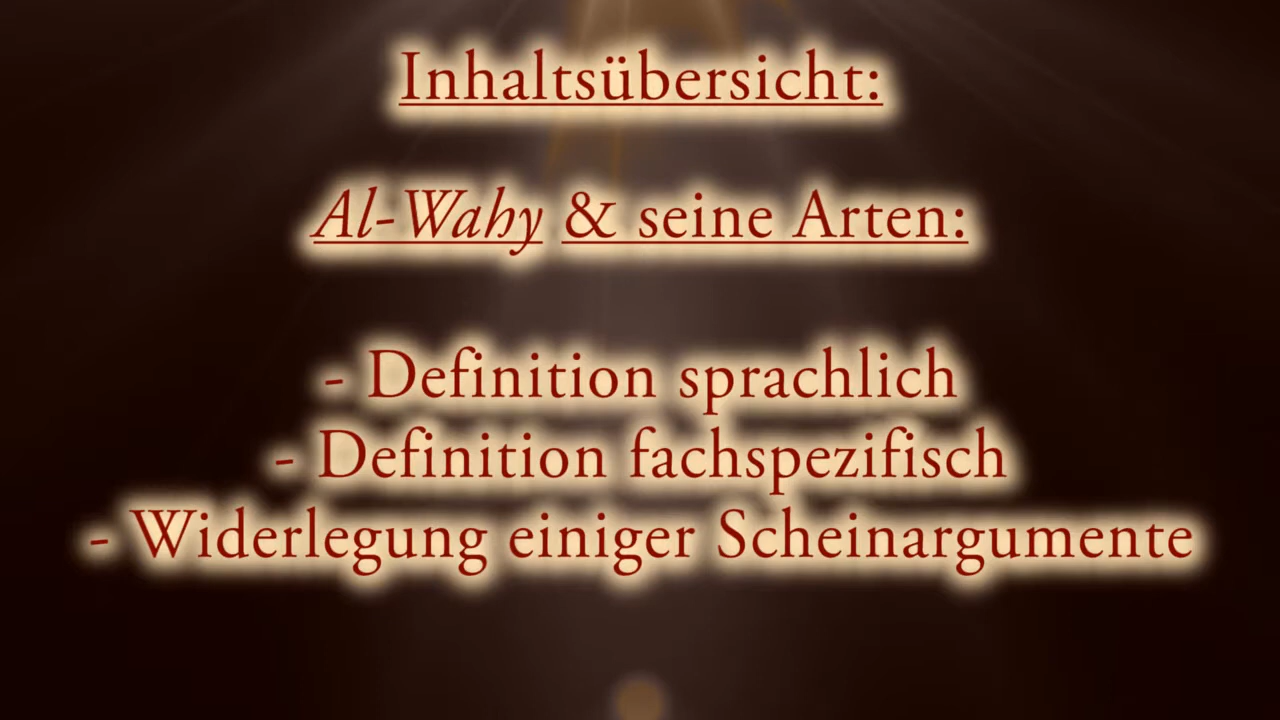 Inhaltsübersicht:
Al-Wahy & seine Arten:
- Definition sprachlich
- Definition fachspezifisch
- Widerlegung einiger Scheinargumente